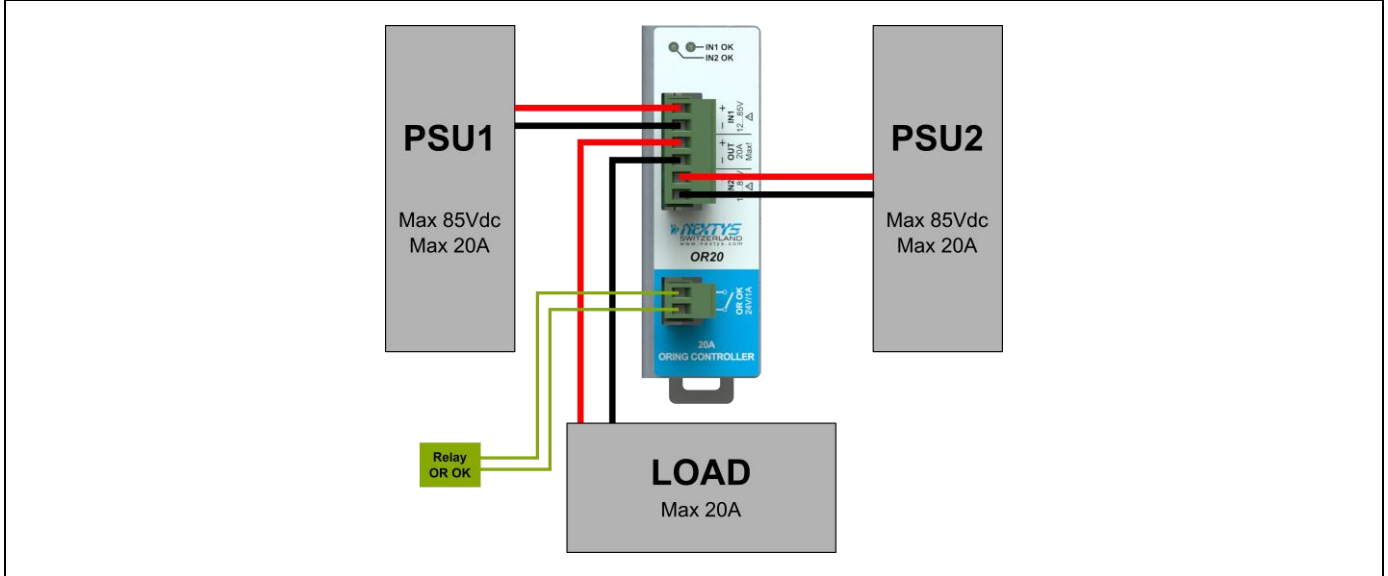 PSU1
Max 85Vdc
Max 20A
IN1 OK
IN2 OK
+
IN1
12...85V
–
+
OUT
20A
Max!
–
IN2
NEXTYS
SWITZERLAND
www.nextys.com
OR20
OR OK
24V/1A
20A
ORING CONTROLLER
PSU2
Max 85Vdc
Max 20A
Relay
OR OK
LOAD
Max 20A